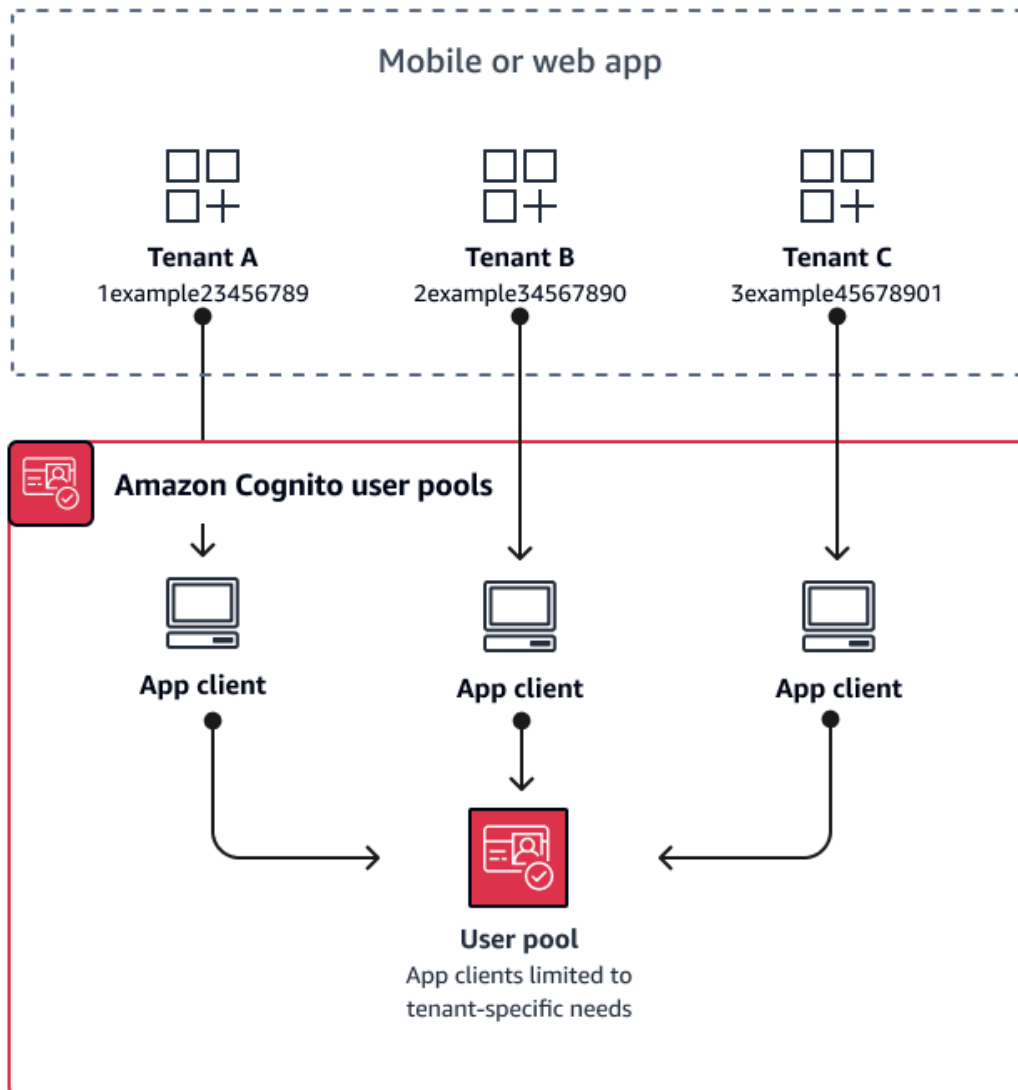 Mobile or web app
Tenant A
Tenant B
Tenant C
1example23456789
2example34567890
3example45678901
Amazon Cognito user pools
App client
App client
App client
User pool
App clients limited to
tenant-specific needs